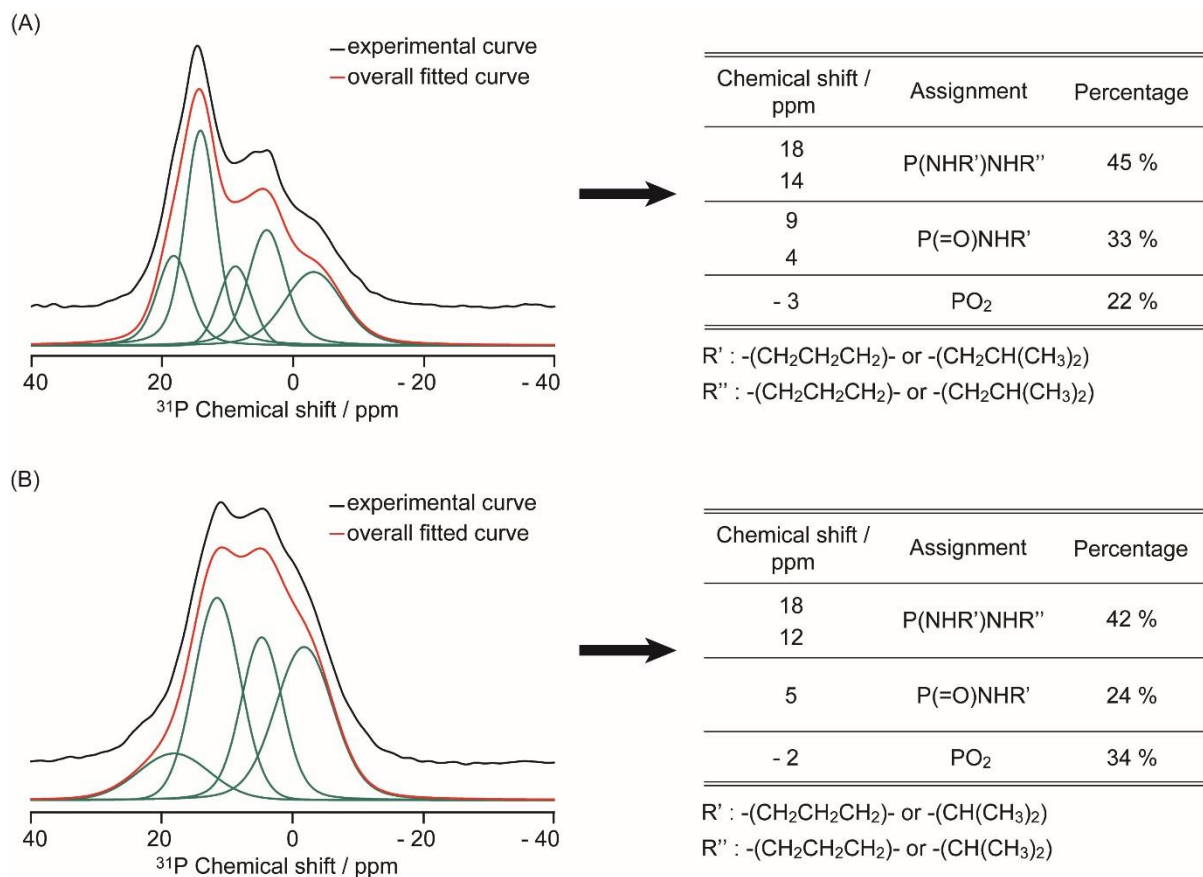 (A)
experimental curve
overall fitted curve
40 20 0 - 20 - 40
³¹P Chemical shift / ppm
Chemical shift / ppm Assignment Percentage
18
14
P(NHR’)NHR’’ 45 %
9
4
P(=O)NHR’ 33 %
- 3 PO₂ 22 %
R’ : -(CH₂CH₂CH₂)- or -(CH₂CH(CH₃)₂)
R’’ : -(CH₂CH₂CH₂)- or -(CH₂CH(CH₃)₂)
(B)
experimental curve
overall fitted curve
40 20 0 - 20 - 40
³¹P Chemical shift / ppm
Chemical shift / ppm Assignment Percentage
18
12
P(NHR’)NHR’’ 42 %
5 P(=O)NHR’ 24 %
- 2 PO₂ 34 %
R’ : -(CH₂CH₂CH₂)- or -(CH(CH₃)₂)
R’’ : -(CH₂CH₂CH₂)- or -(CH(CH₃)₂)